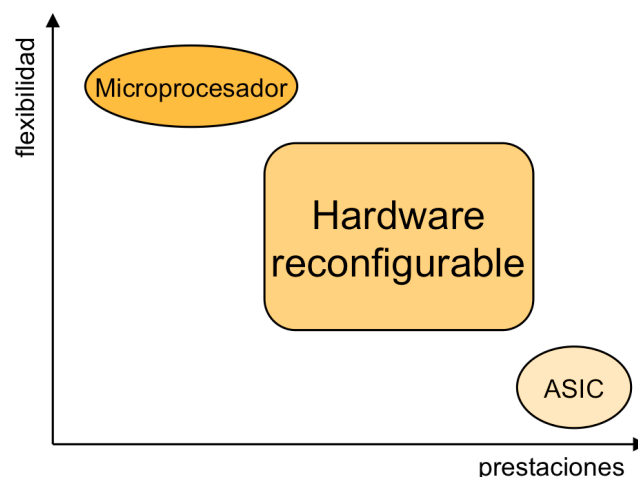 flexibilidad
Microprocesador
Hardware
reconfigurable
ASIC
prestaciones